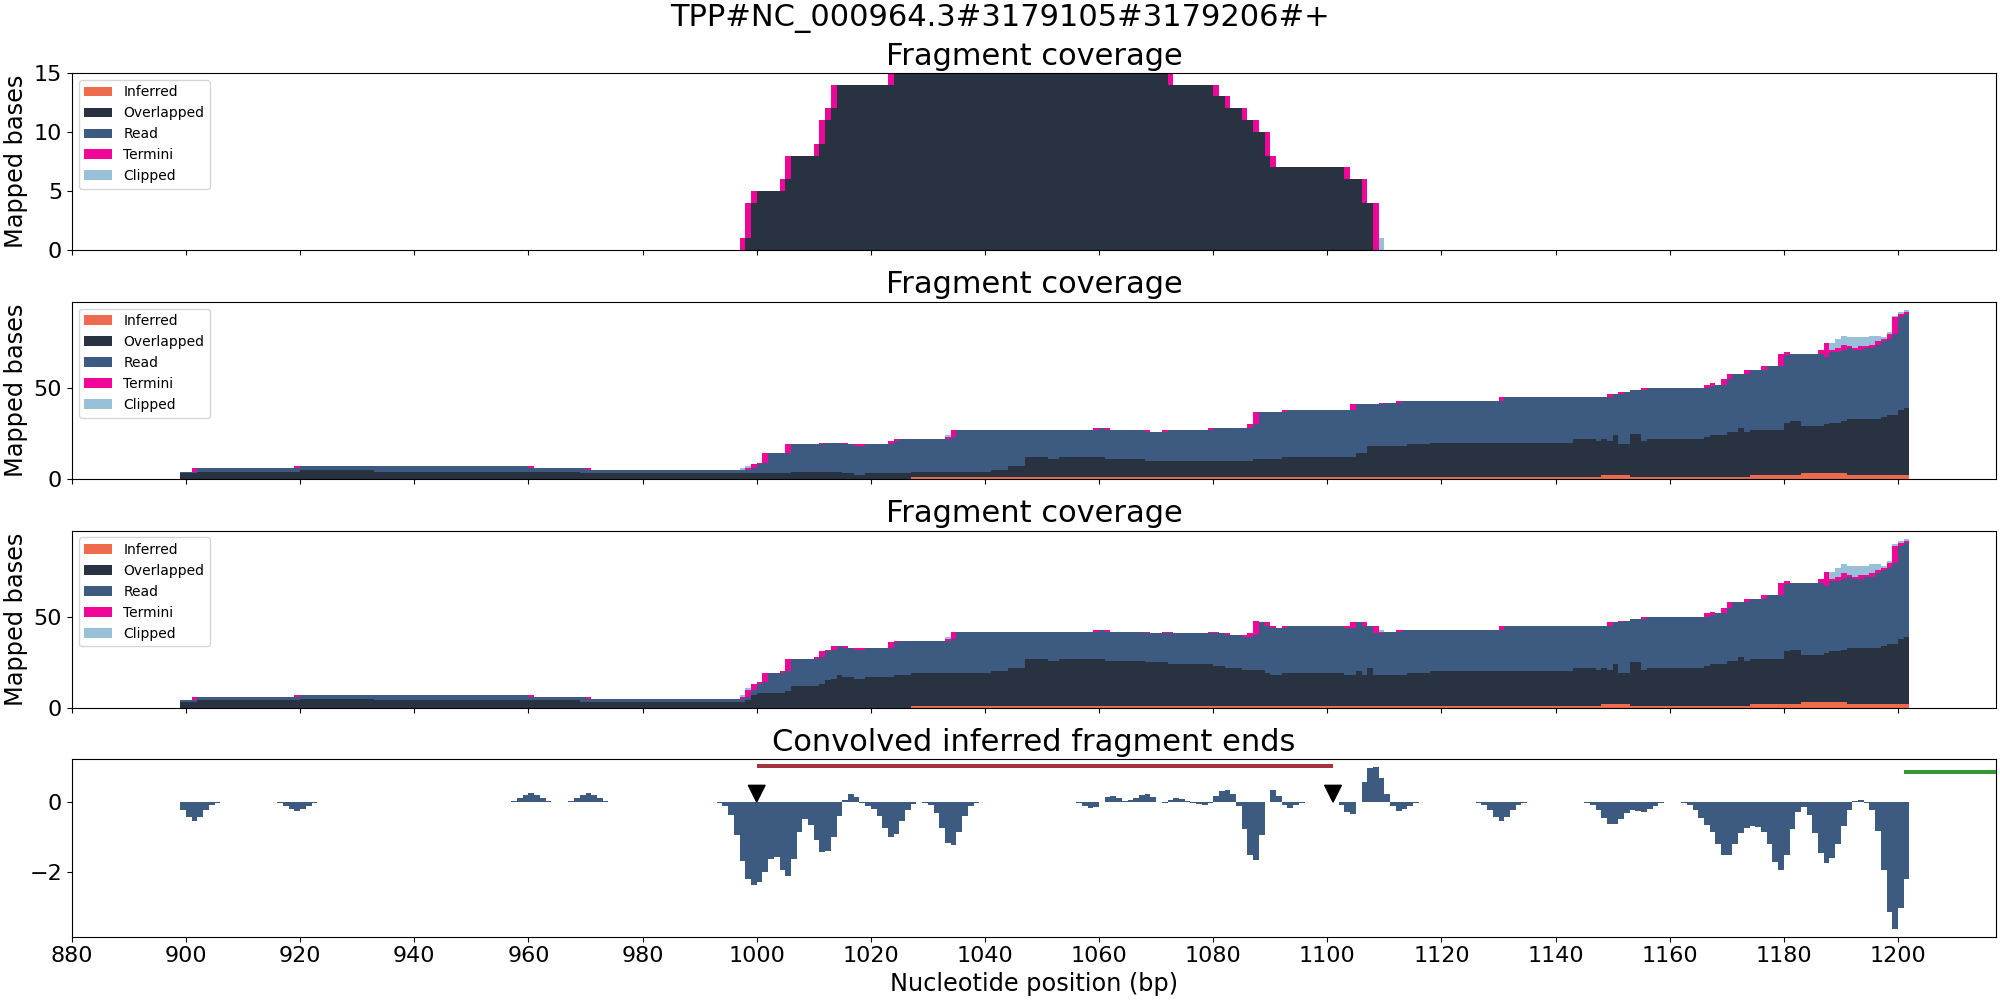 TPP#NC_000964.3#3179105#3179206#+
Fragment coverage
Mapped bases
15
10
5
0
Inferred
Overlapped
Read
Termini
Clipped
Fragment coverage
Mapped bases
50
0
Inferred
Overlapped
Read
Termini
Clipped
Fragment coverage
Mapped bases
50
0
Inferred
Overlapped
Read
Termini
Clipped
Convolved inferred fragment ends
0
−2
880 900 920 940 960 980 1000 1020 1040 1060 1080 1100 1120 1140 1160 1180 1200
Nucleotide position (bp)